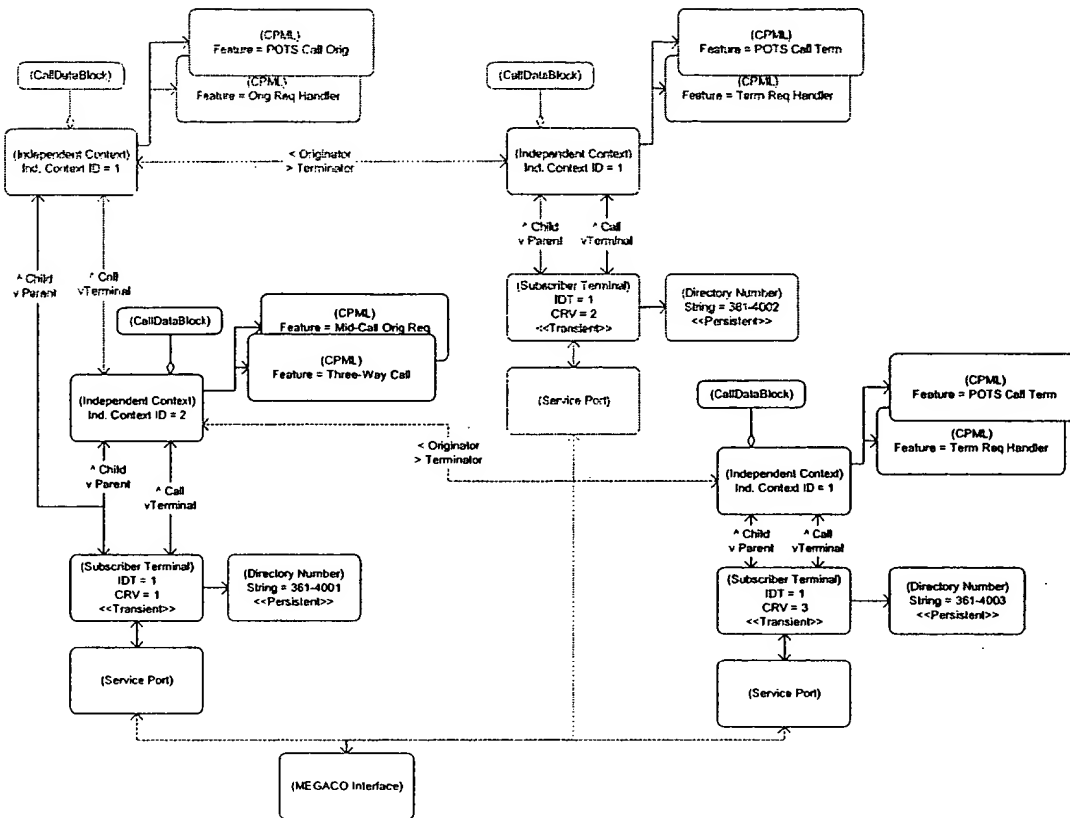 (CPML)
Feature = POTS Call Orig
(CPML)
Feature = Orig Req Handler
(CallDataBlock)
(Independent Context)
Ind. Context ID = 1
< Originator
> Terminator
(CPML)
Feature = POTS Call Term
(CPML)
Feature = Term Req Handler
(CallDataBlock)
(Independent Context)
Ind. Context ID = 1
^ Child
v Parent
^ Call
vTerminal
^ Child
v Parent
^ Call
vTerminal
(Subscriber Terminal)
IDT = 1
CRV = 2
<<Transient>>
(Directory Number)
String = 361-4002
<<Persistent>>
(Service Port)
(CallDataBlock)
(CPML)
Feature = Mid-Call Orig Req
(CPML)
Feature = Three-Way Call
(Independent Context)
Ind. Context ID = 2
< Originator
> Terminator
^ Child
v Parent
^ Call
vTerminal
(CPML)
Feature = POTS Call Term
(CPML)
Feature = Term Req Handler
(CallDataBlock)
(Independent Context)
Ind. Context ID = 1
^ Child
v Parent
^ Call
vTerminal
(Subscriber Terminal)
IDT = 1
CRV = 1
<<Transient>>
(Directory Number)
String = 361-4001
<<Persistent>>
(Subscriber Terminal)
IDT = 1
CRV = 3
<<Transient>>
(Directory Number)
String = 361-4003
<<Persistent>>
(Service Port)
(Service Port)
(MEGACO Interface)